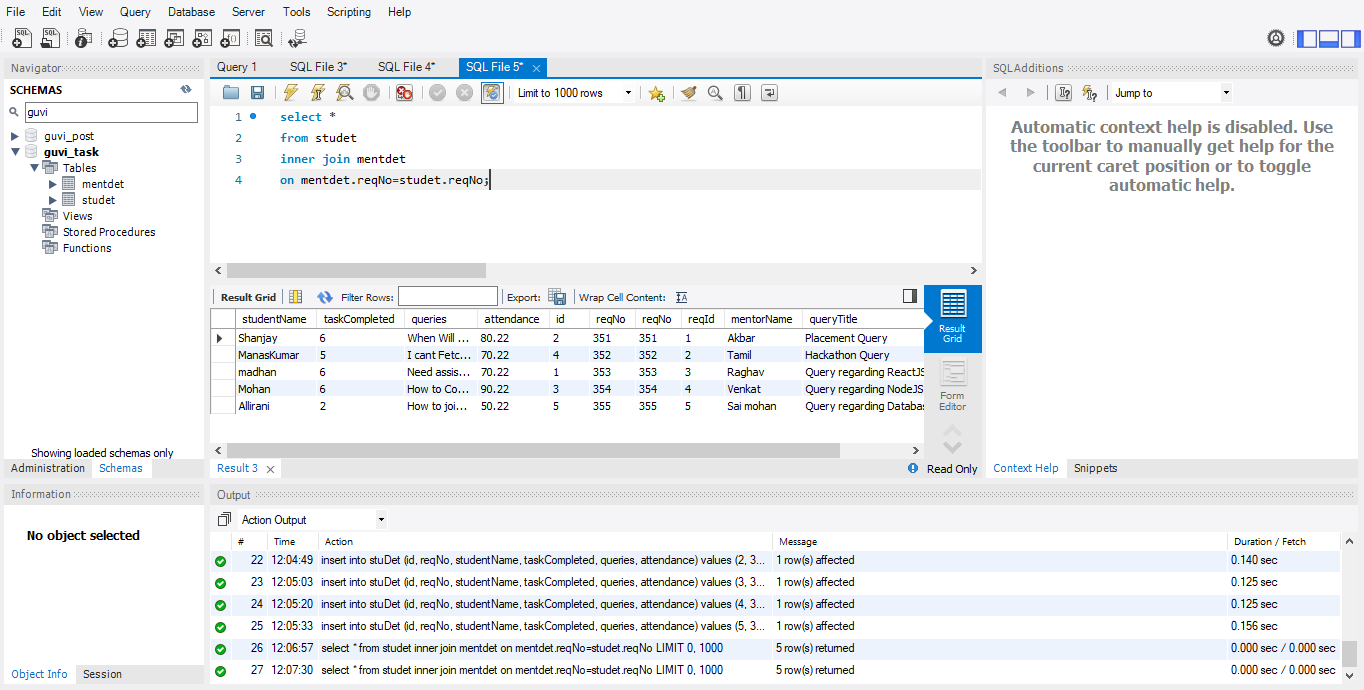 File Edit View Query Database Server Tools Scripting Help
Navigator
SCHEMAS
guvi
guvi_post
guvi_task
Tables
mentdet
studet
Views
Stored Procedures
Functions
Showing loaded schemas only
Administration Schemas
Information
No object selected
Object Info Session
Query 1 SQL File 3* SQL File 4* SQL File 5*
Limit to 1000 rows
1 select *
2 from studet
3 inner join mentdet
4 on mentdet.reqNo=studet.reqNo;
Result Grid Filter Rows: Export: Wrap Cell Content: IA
studentName taskCompleted queries attendance id reqNo reqNo reqId mentorName queryTitle
Shanjay 6 When Will ... 80.22 2 351 351 1 Akbar Placement Query
ManasKumar 5 I cant Fetc... 70.22 4 352 352 2 Tamil Hackathon Query
madhan 6 Need assis... 70.22 1 353 353 3 Raghav Query regarding ReactJS
Mohan 6 How to Co... 90.22 3 354 354 4 Venkat Query regarding NodeJS
Allirani 2 How to joi... 50.22 5 355 355 5 Sai mohan Query regarding Databas
Result
Grid
Form
Editor
Result 3 Read Only
SQLAdditions
Jump to
Automatic context help is disabled. Use
the toolbar to manually get help for the
current caret position or to toggle
automatic help.
Context Help Snippets
Output
Action Output
# Time Action Message Duration / Fetch
22 12:04:49 insert into stuDet (id, reqNo, studentName, taskCompleted, queries, attendance) values (2, 3... 1 row(s) affected 0.140 sec
23 12:05:03 insert into stuDet (id, reqNo, studentName, taskCompleted, queries, attendance) values (3, 3... 1 row(s) affected 0.125 sec
24 12:05:20 insert into stuDet (id, reqNo, studentName, taskCompleted, queries, attendance) values (4, 3... 1 row(s) affected 0.125 sec
25 12:05:33 insert into stuDet (id, reqNo, studentName, taskCompleted, queries, attendance) values (5, 3... 1 row(s) affected 0.156 sec
26 12:06:57 select * from studet inner join mentdet on mentdet.reqNo=studet.reqNo LIMIT 0, 1000 5 row(s) returned 0.000 sec / 0.000 sec
27 12:07:30 select * from studet inner join mentdet on mentdet.reqNo=studet.reqNo LIMIT 0, 1000 5 row(s) returned 0.000 sec / 0.000 sec